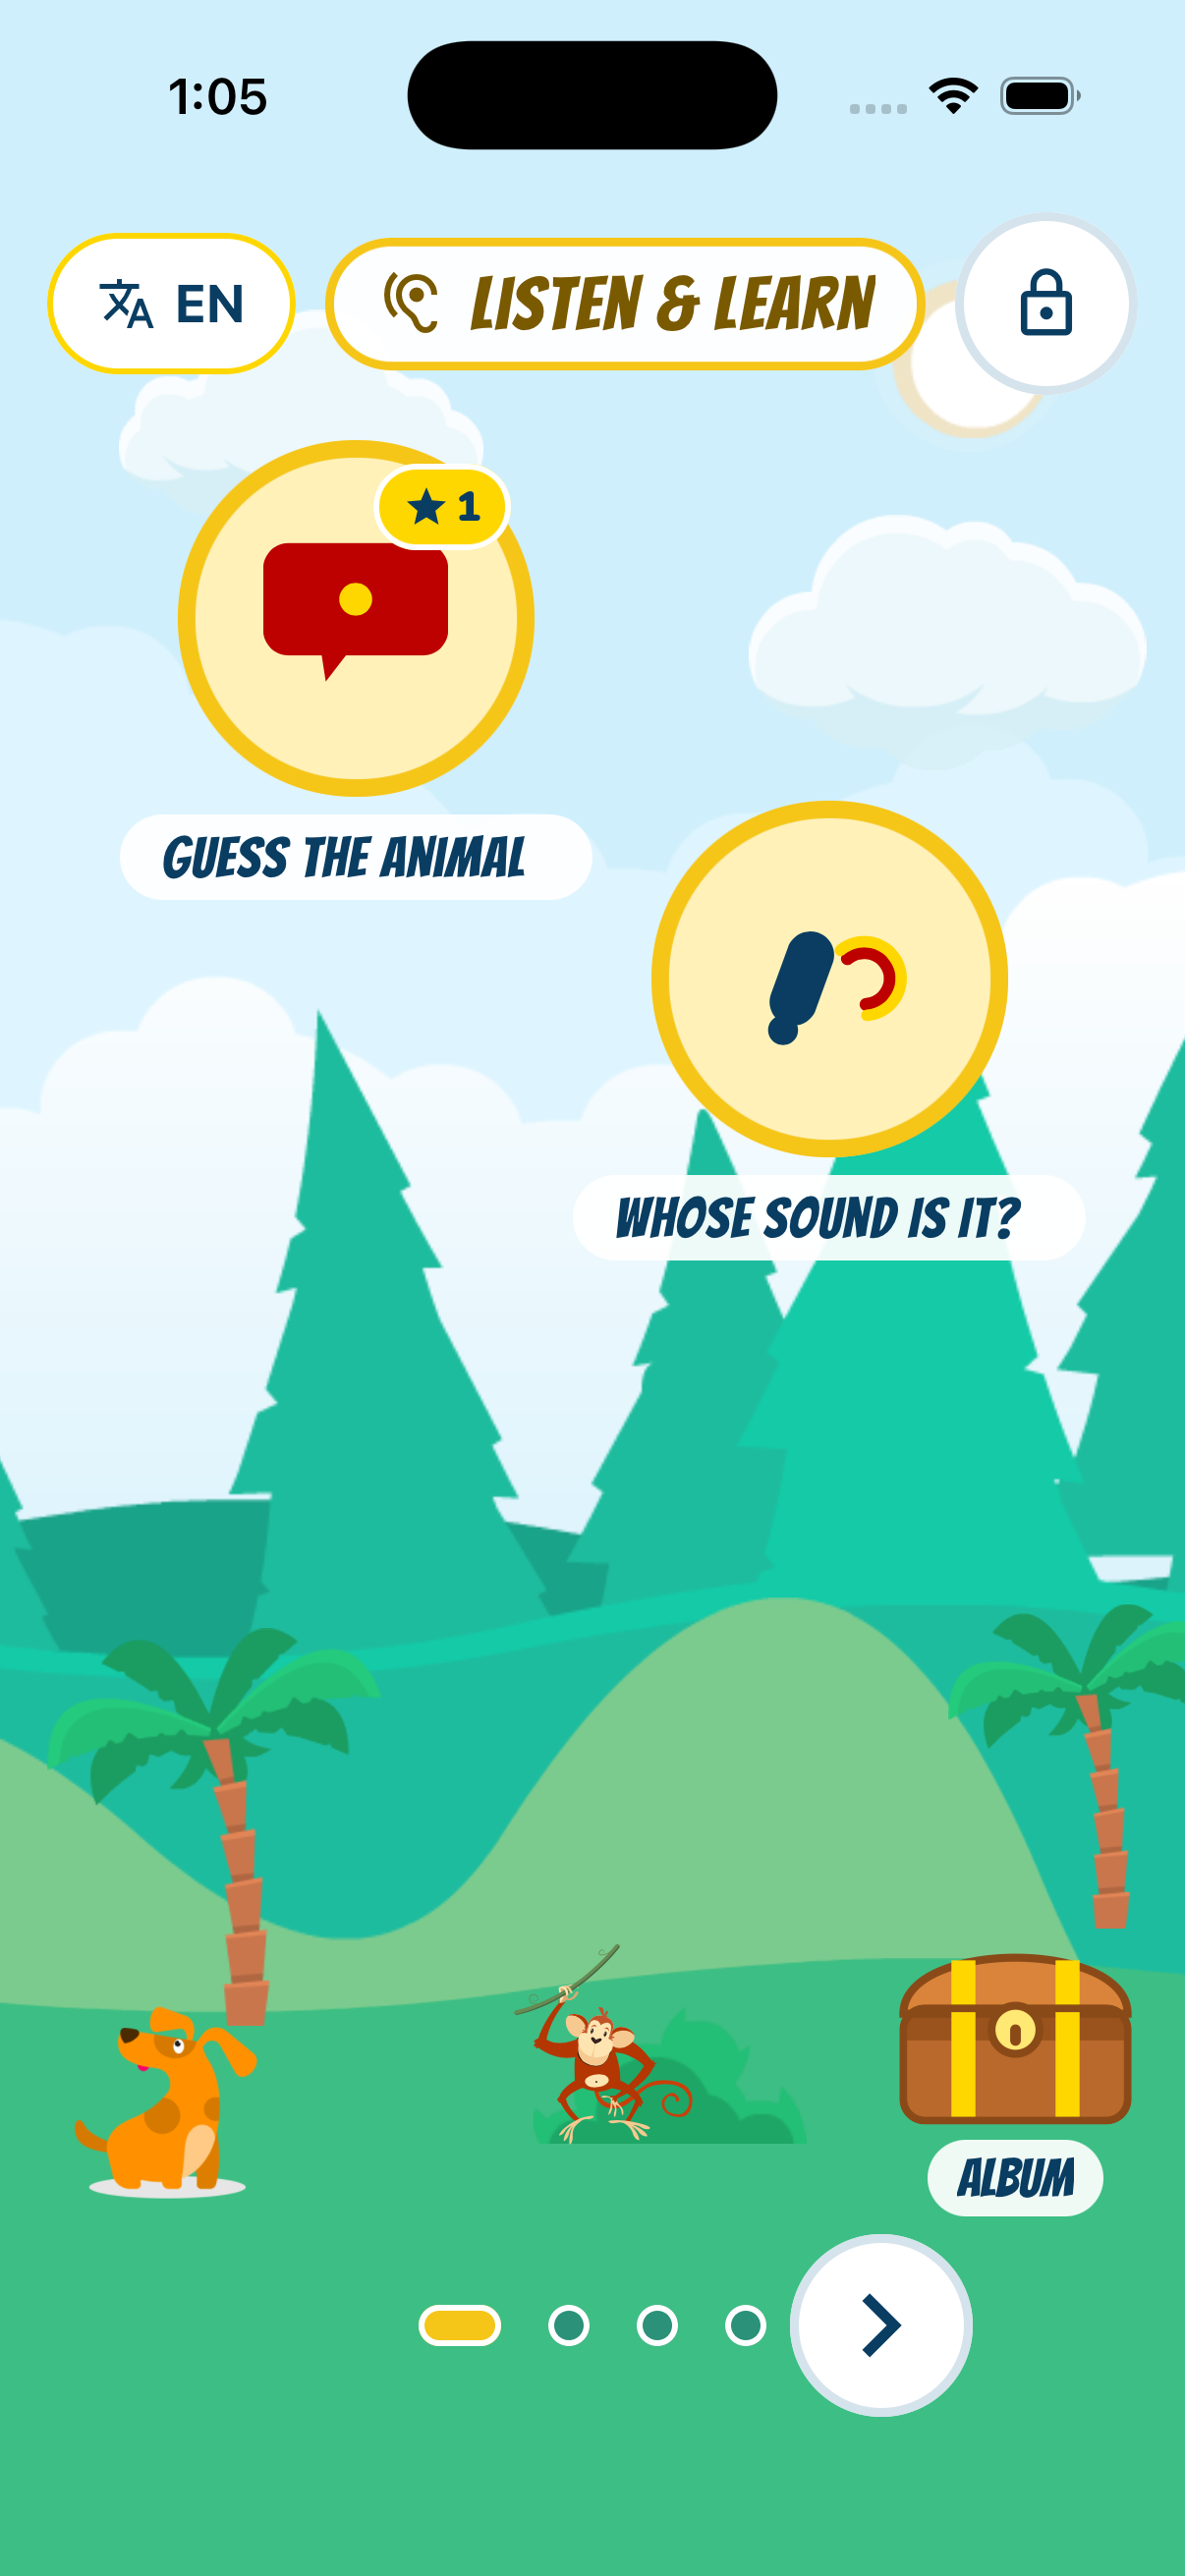 1:05
EN
LISTEN & LEARN
1
GUESS THE ANIMAL
WHOSE SOUND IS IT?
ALBUM